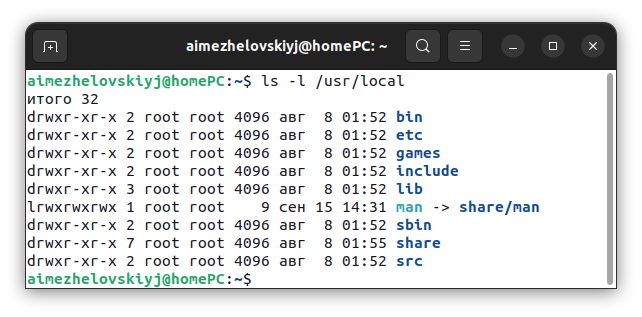 aimezhelovskiyj@homePC: ~
aimezhelovskiyj@homePC:~$ ls -l /usr/local
итого 32
drwxr-xr-x 2 root root 4096 авг  8 01:52 bin
drwxr-xr-x 2 root root 4096 авг  8 01:52 etc
drwxr-xr-x 2 root root 4096 авг  8 01:52 games
drwxr-xr-x 2 root root 4096 авг  8 01:52 include
drwxr-xr-x 3 root root 4096 авг  8 01:52 lib
lrwxrwxrwx 1 root root    9 сен 15 14:31 man -> share/man
drwxr-xr-x 2 root root 4096 авг  8 01:52 sbin
drwxr-xr-x 7 root root 4096 авг  8 01:55 share
drwxr-xr-x 2 root root 4096 авг  8 01:52 src
aimezhelovskiyj@homePC:~$